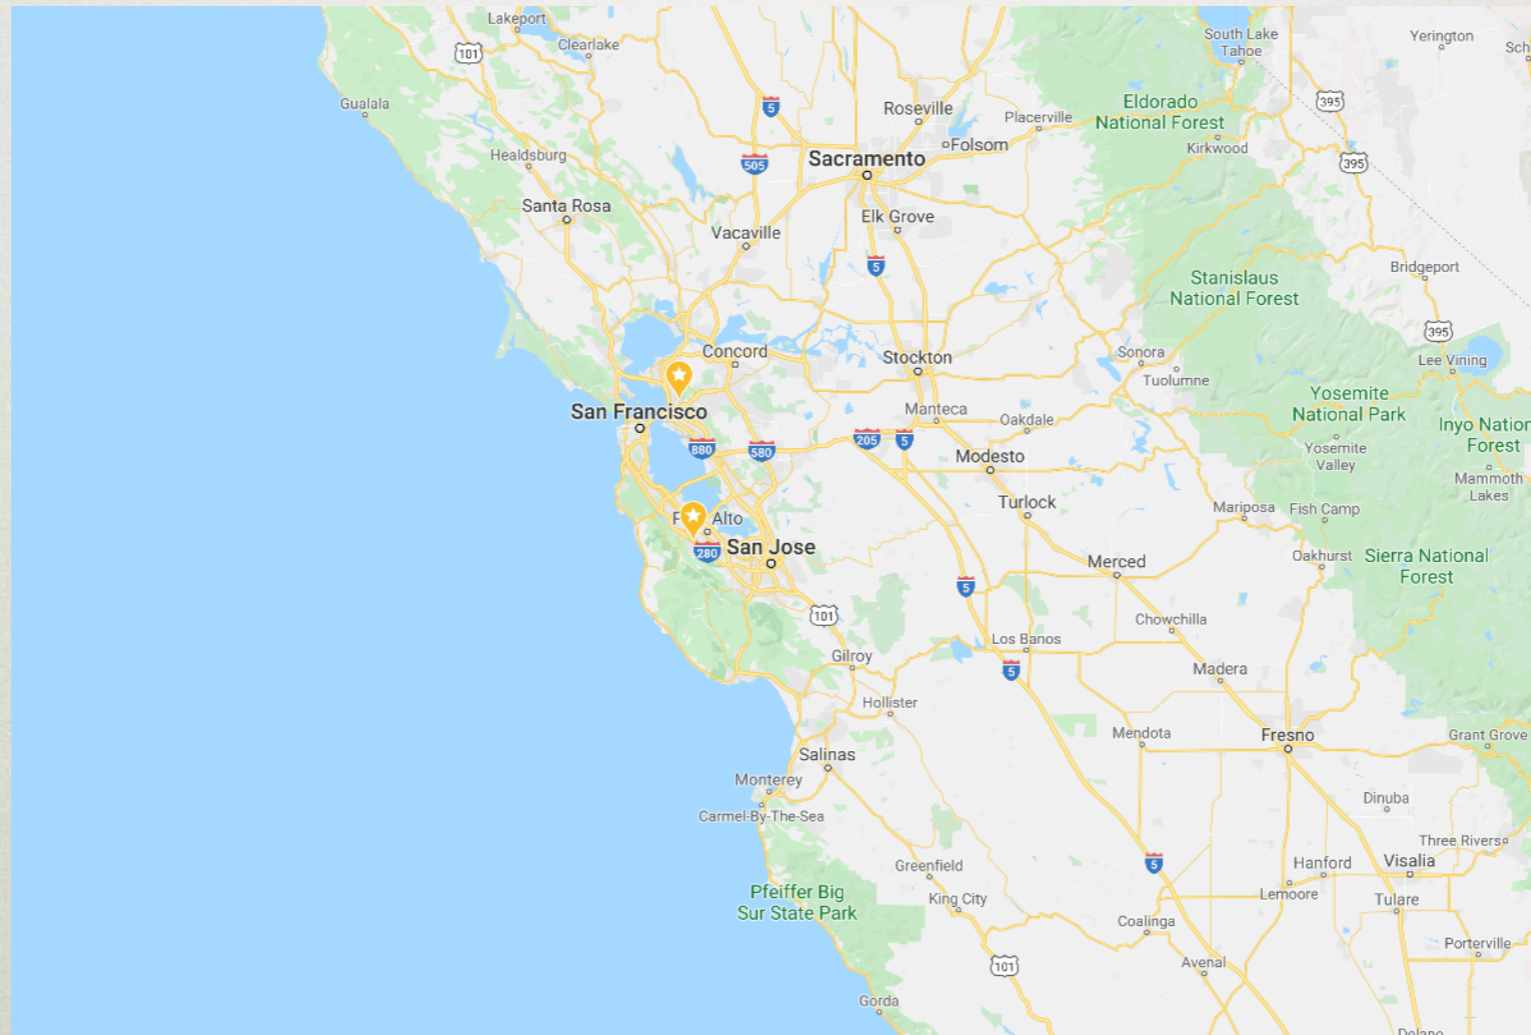 Lakeport
South Lake
Tahoe
Yerington
101
Clearlake
Gualala
5
Roseville
Eldorado
National Forest
395
Placerville
Folsom
Kirkwood
Healdsburg
505
Sacramento
395
Santa Rosa
Elk Grove
Vacaville
5
Bridgeport
Stanislaus
National Forest
395
Concord
Stockton
Sonora
Lee Vining
Tuolumne
Yosemite
National Park
San Francisco
Manteca
Oakdale
Inyo Nation
Forest
880
580
205
5
Modesto
Yosemite
Valley
Mammoth
Lakes
Turlock
Mariposa
Fish Camp
Alto
280
San Jose
Merced
Oakhurst
Sierra National
Forest
5
101
Chowchilla
Los Banos
Gilroy
5
Madera
Hollister
Mendota
Fresno
Grant Grove
Salinas
Monterey
Carmel-By-The-Sea
Dinuba
Three Rivers
Greenfield
5
Hanford
Visalia
Pfeiffer Big
Sur State Park
King City
Lemoore
Tulare
Coalinga
Porterville
101
Avenal
Gorda